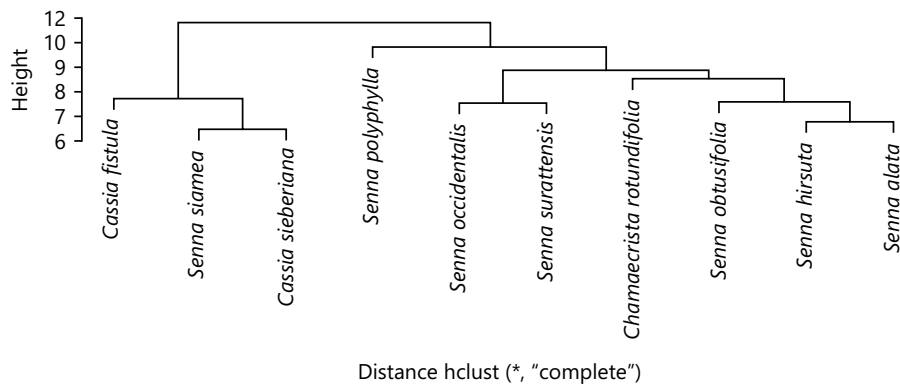 12
11
10
9
8
7
6
Height
Cassia fistula
Senna siamea
Cassia sieberiana
Senna polyphylla
Senna occidentalis
Senna surattensis
Chamaecrista rotundifolia
Senna obtusifolia
Senna hirsuta
Senna alata
Distance hclust (*, “complete”)